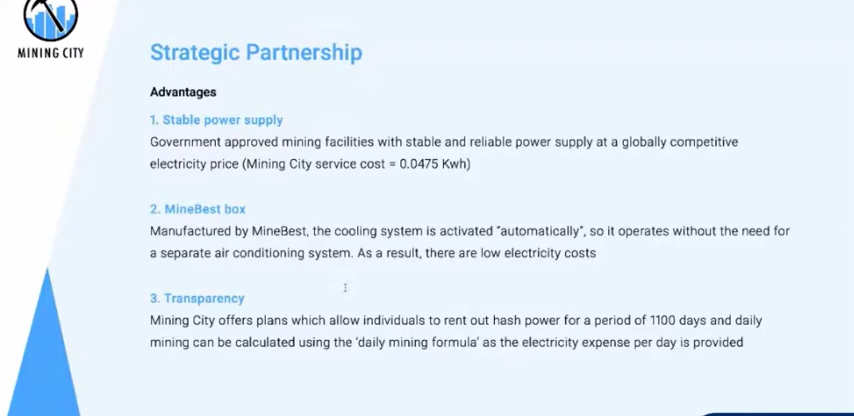 MINING CITY
Strategic Partnership
Advantages
1. Stable power supply
Government approved mining facilities with stable and reliable power supply at a globally competitive
electricity price (Mining City service cost = 0.0475 Kwh)
2. MineBest box
Manufactured by MineBest, the cooling system is activated "automatically", so it operates without the need for
a separate air conditioning system. As a result, there are low electricity costs
3. Transparency
Mining City offers plans which allow individuals to rent out hash power for a period of 1100 days and daily
mining can be calculated using the 'daily mining formula' as the electricity expense per day is provided